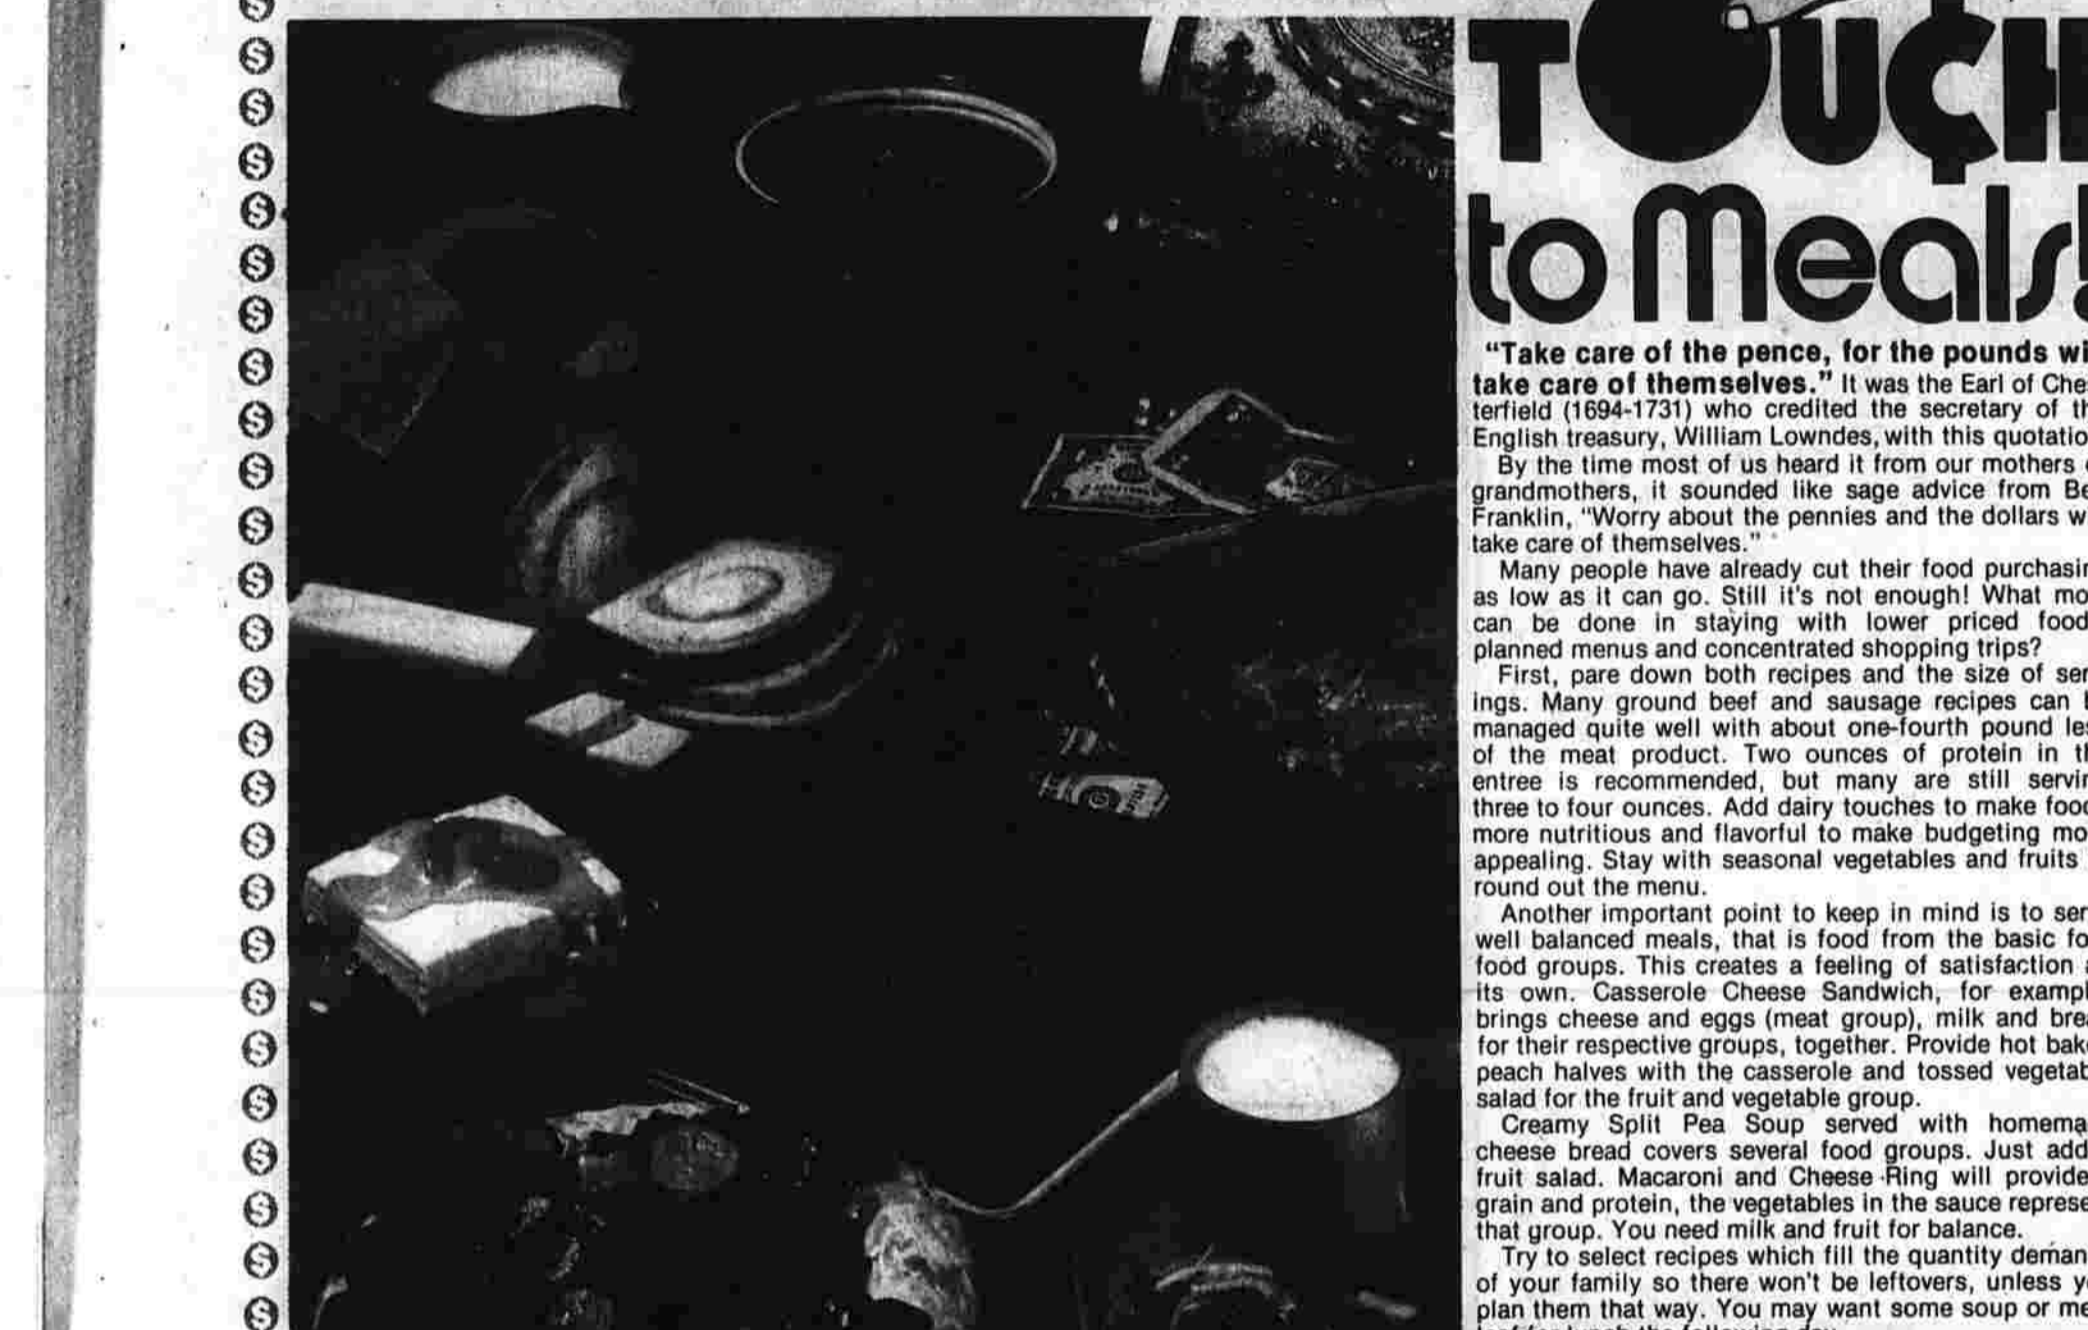 TOU¢H
to Meals!
"Take care of the pence, for the pounds wi
take care of themselves." It was the Earl of Ches
terfield (1694-1731) who credited the secretary of th
English treasury, William Lowndes, with this quotatio
By the time most of us heard it from our mothers
grandmothers, it sounded like sage advice from Be
Franklin, "Worry about the pennies and the dollars w
take care of themselves."
Many people have already cut their food purchasin
as low as it can go. Still it's not enough! What mo
can be done in staying with lower priced food
planned menus and concentrated shopping trips?
First, pare down both recipes and the size of ser
ings. Many ground beef and sausage recipes can
managed quite well with about one-fourth pound les
of the meat product. Two ounces of protein in th
entree is recommended, but many are still servin
three to four ounces. Add dairy touches to make food
more nutritious and flavorful to make budgeting mo
appealing. Stay with seasonal vegetables and fruits
round out the menu.
Another important point to keep in mind is to ser
well balanced meals, that is food from the basic fo
food groups. This creates a feeling of satisfaction
its own. Casserole Cheese Sandwich, for exampl
brings cheese and eggs (meat group), milk and brea
for their respective groups, together. Provide hot bake
peach halves with the casserole and tossed vegetab
salad for the fruit and vegetable group.
Creamy Split Pea Soup served with homema
cheese bread covers several food groups. Just add
fruit salad. Macaroni and Cheese Ring will provide
grain and protein, the vegetables in the sauce represe
that group. You need milk and fruit for balance.
Try to select recipes which fill the quantity deman
of your family so there won't be leftovers, unless y
plan them that way. You may want some soup or me